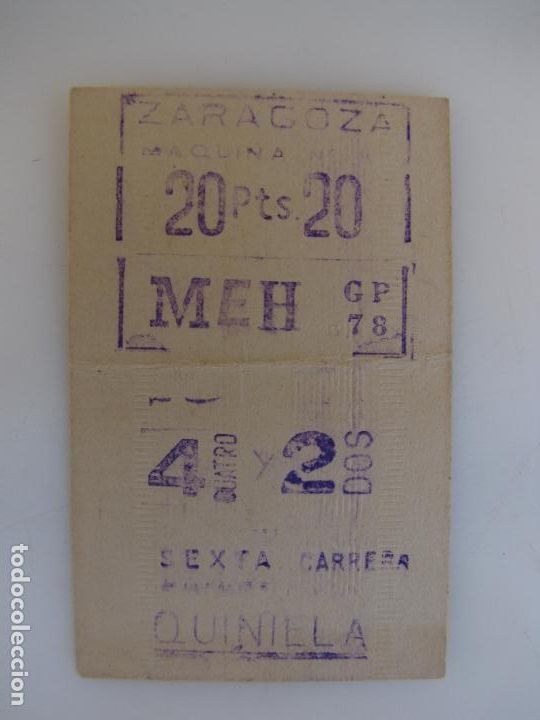 ZARAGOZA
MAQUINA
20 Pts. 20
MEH GP 78
4 CUATRO Y 2 DOS
SEXTA CARRERA
QUINIELA
todocoleccion